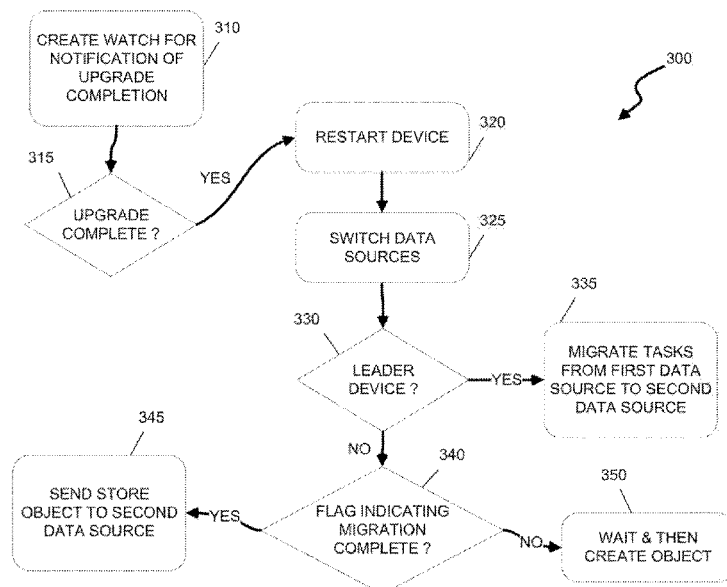 310
CREATE WATCH FOR
NOTIFICATION OF
UPGRADE
COMPLETION
300
315
YES
UPGRADE
COMPLETE ?
320
RESTART DEVICE
325
SWITCH DATA
SOURCES
330
LEADER
DEVICE ?
YES
335
MIGRATE TASKS
FROM FIRST DATA
SOURCE TO SECOND
DATA SOURCE
NO
340
FLAG INDICATING
MIGRATION
COMPLETE ?
345
YES
SEND STORE
OBJECT TO SECOND
DATA SOURCE
NO
350
WAIT & THEN
CREATE OBJECT